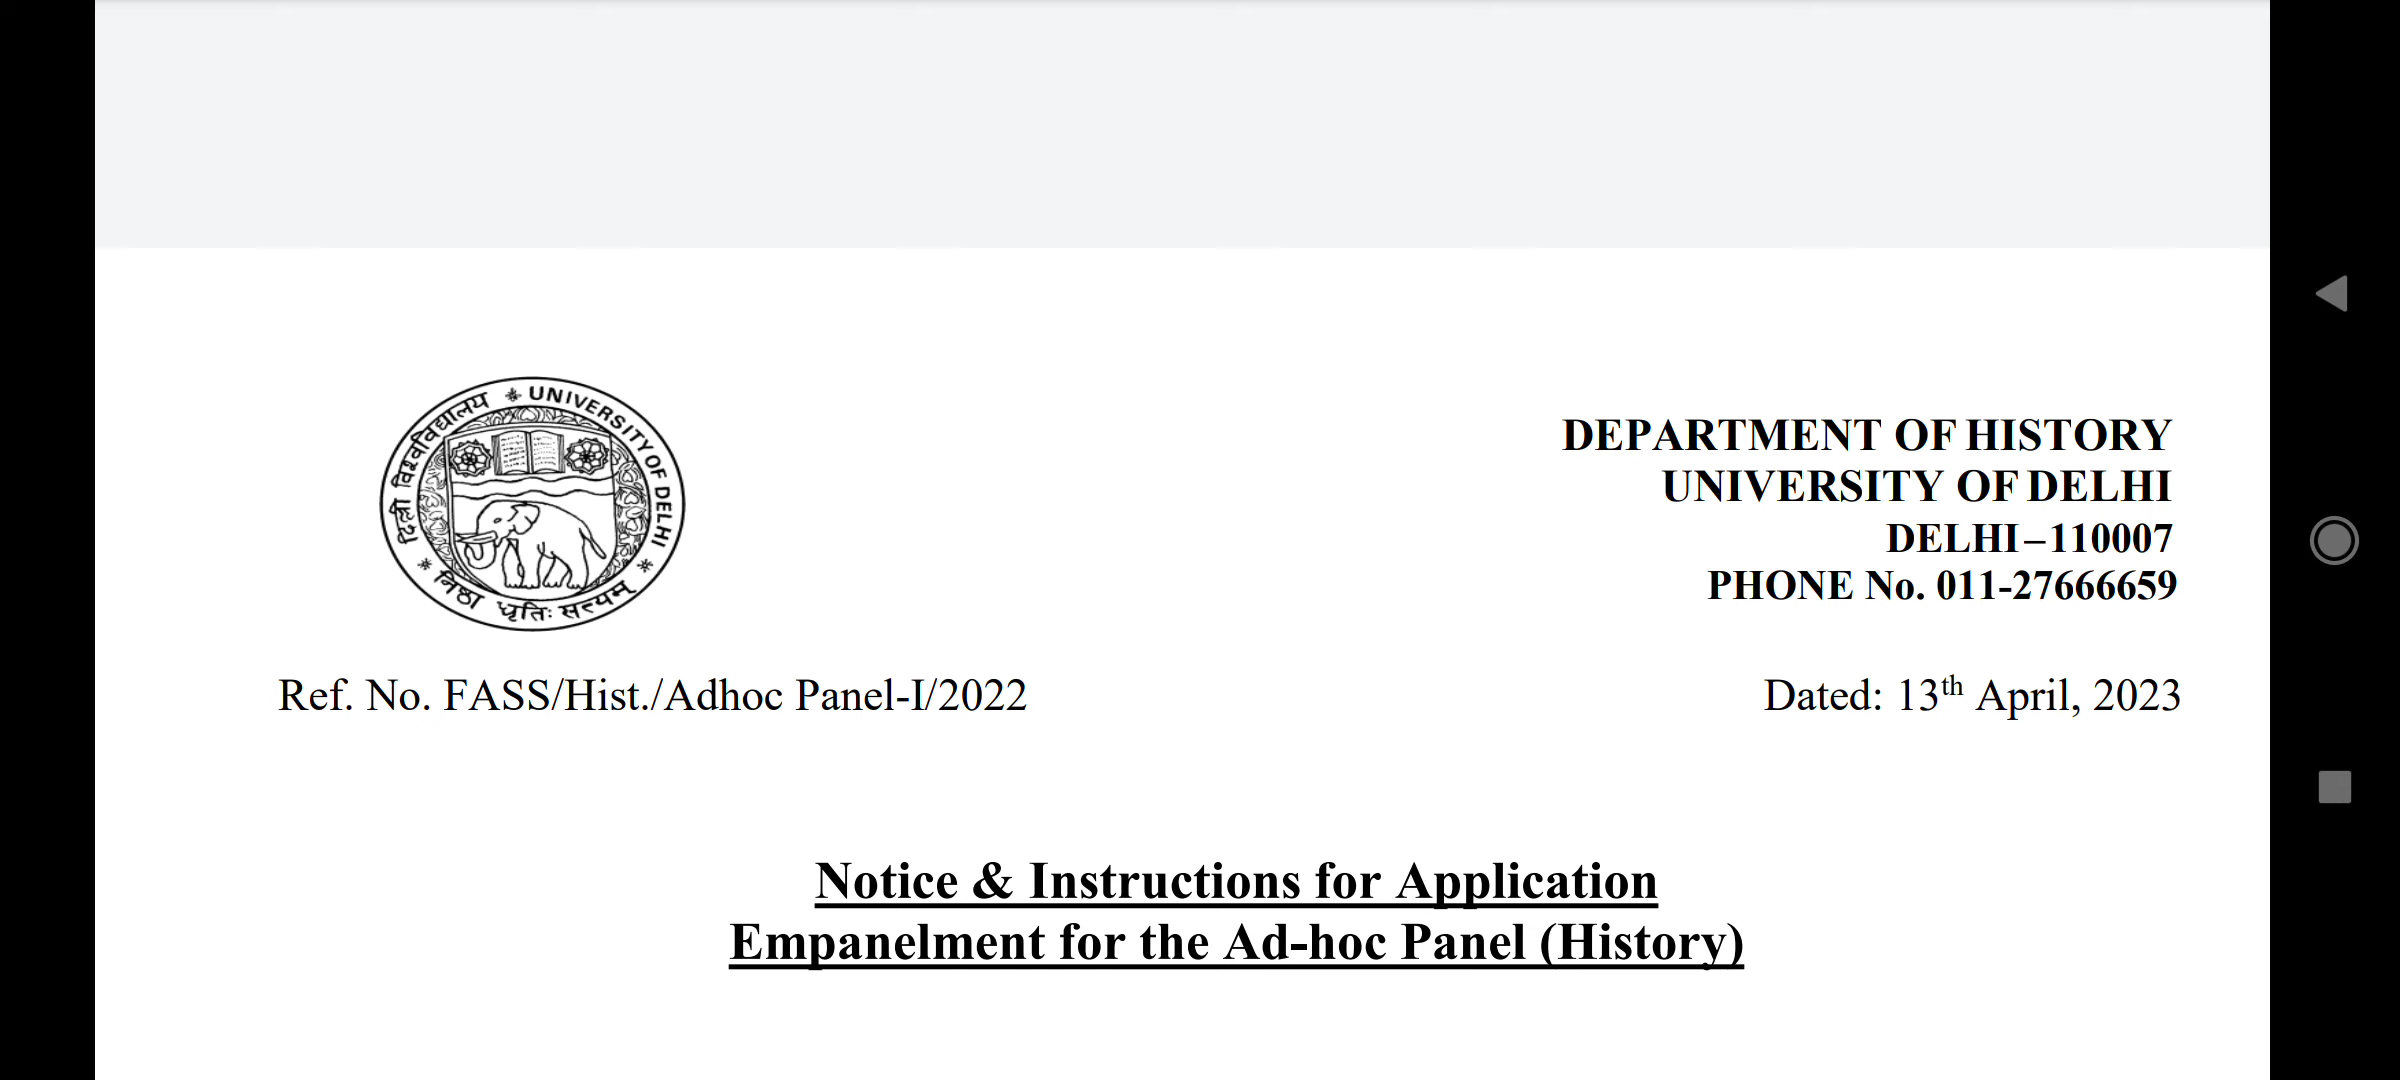 दिल्ली विश्वविद्यालय * UNIVERSITY OF DELHI *
निष्ठा धृतिः सत्यम् *
DEPARTMENT OF HISTORY
UNIVERSITY OF DELHI
DELHI–110007
PHONE No. 011-27666659
Ref. No. FASS/Hist./Adhoc Panel-I/2022
Dated: 13th April, 2023
Notice & Instructions for Application
Empanelment for the Ad-hoc Panel (History)